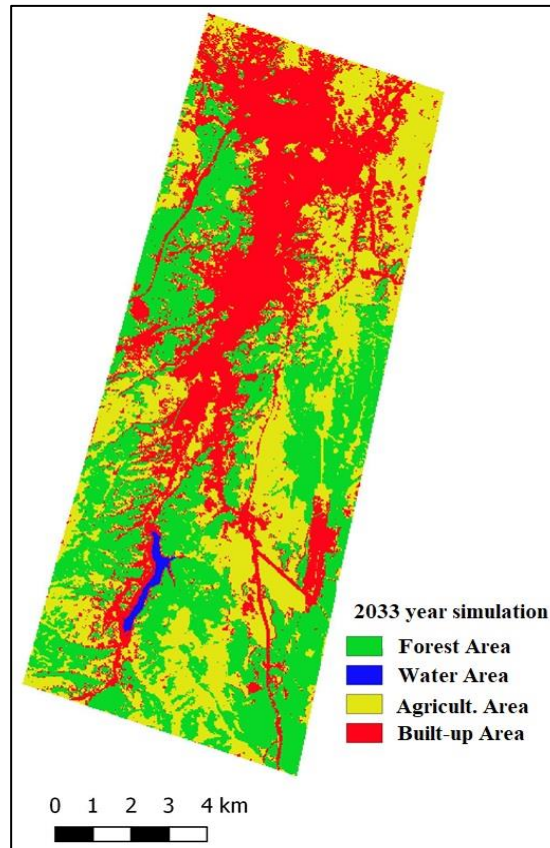 2033 year simulation
Forest Area
Water Area
Agricult. Area
Built-up Area
0 1 2 3 4 km